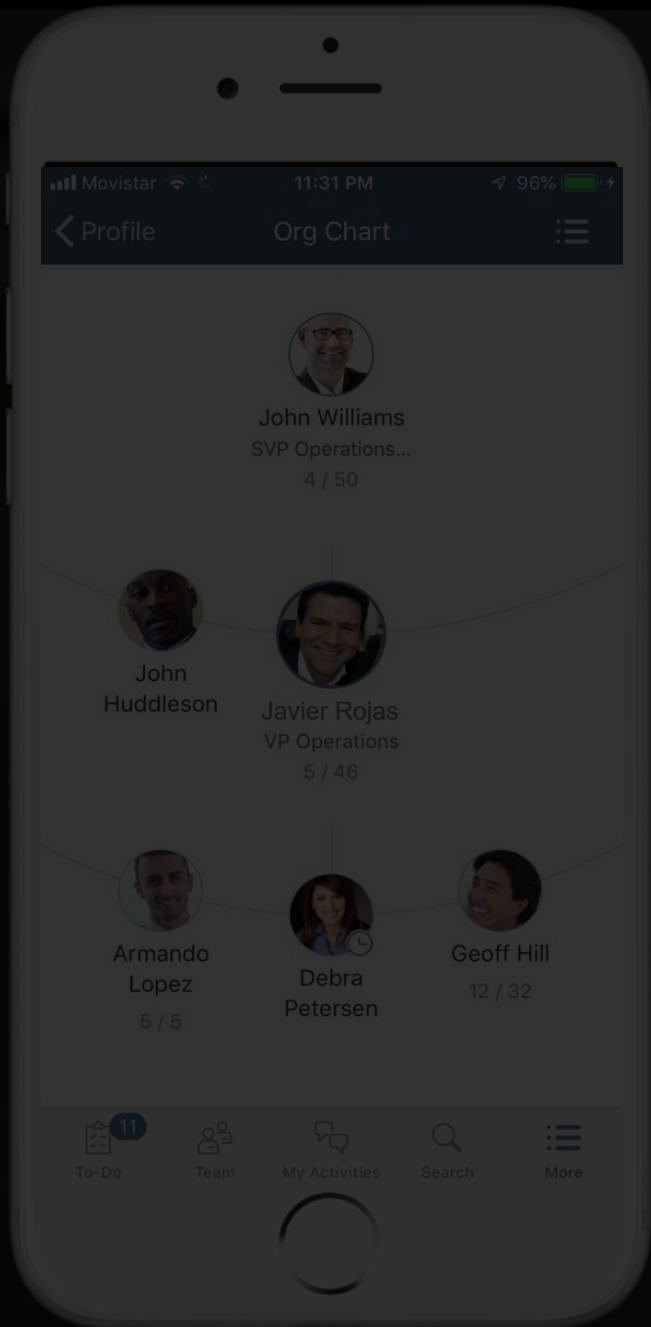 Movistar 11:31 PM 96%
Profile Org Chart
John Williams
SVP Operations...
4 / 50
John
Huddleson
Javier Rojas
VP Operations
5 / 46
Armando
Lopez
5 / 5
Debra
Petersen
Geoff Hill
12 / 32
11
To-Do Team My Activities Search More